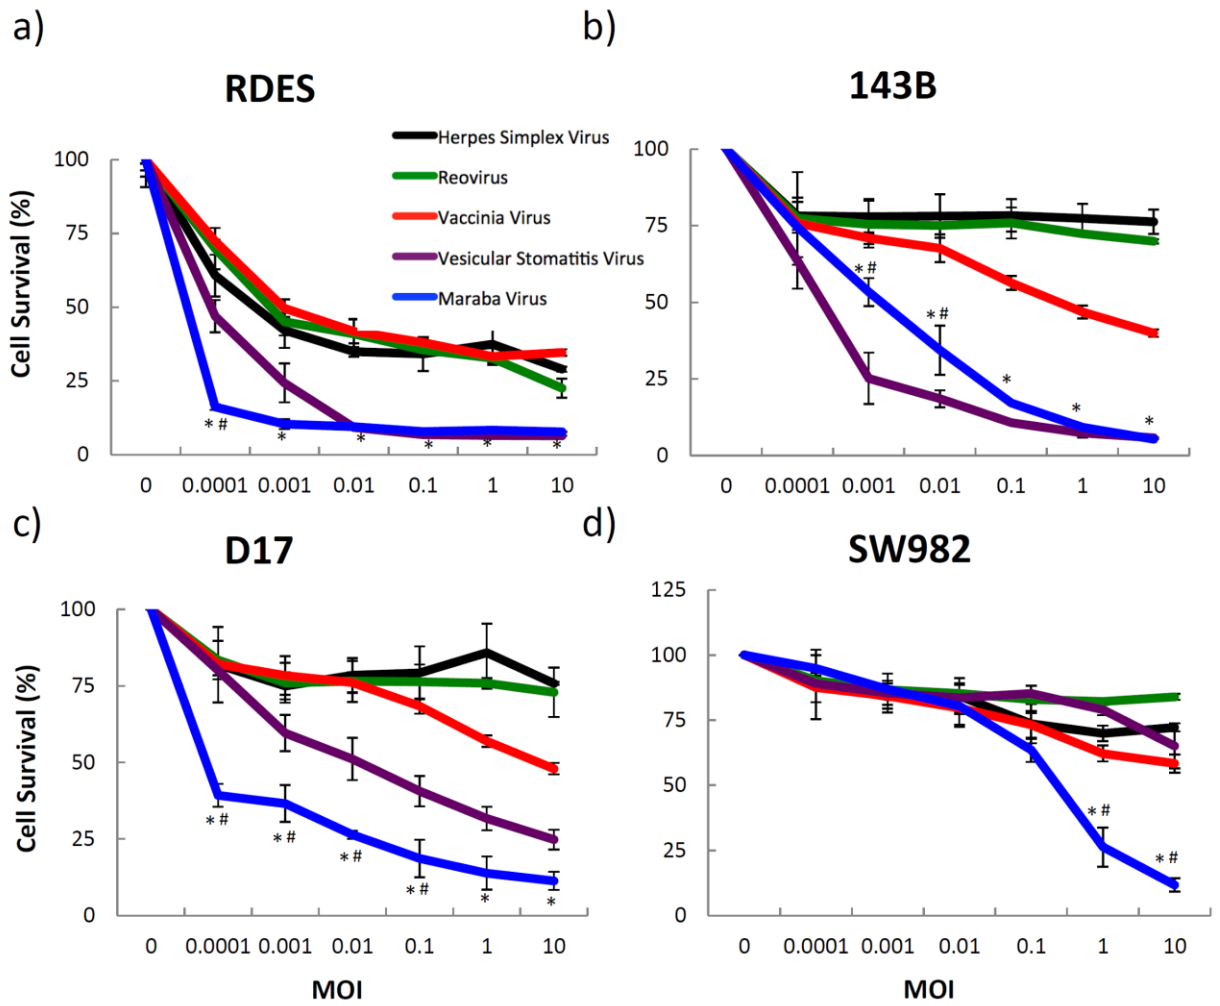 a)
RDES
Herpes Simplex Virus
Reovirus
Vaccinia Virus
Vesicular Stomatitis Virus
Maraba Virus
Cell Survival (%)
100
75
50
25
0
* #
*
*
*
*
*
0 0.0001 0.001 0.01 0.1 1 10
b)
143B
100
75
50
25
0
* #
* #
*
*
*
0 0.0001 0.001 0.01 0.1 1 10
c)
D17
Cell Survival (%)
100
75
50
25
0
* #
* #
* #
* #
*
*
0 0.0001 0.001 0.01 0.1 1 10
MOI
d)
SW982
125
100
75
50
25
0
* #
* #
0 0.0001 0.001 0.01 0.1 1 10
MOI